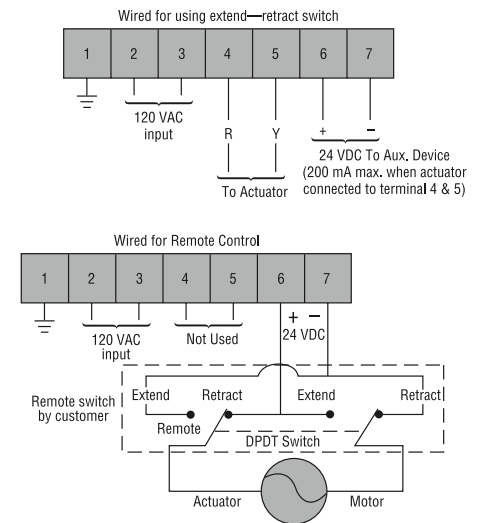 Wired for using extend—retract switch
1 2 3 4 5 6 7
120 VAC
input
R Y + −
To Actuator
24 VDC To Aux. Device
(200 mA max. when actuator
connected to terminal 4 & 5)
Wired for Remote Control
1 2 3 4 5 6 7
120 VAC
input
Not Used
+ −
24 VDC
Remote switch
by customer
Extend Retract Extend Retract
Remote
DPDT Switch
Actuator Motor